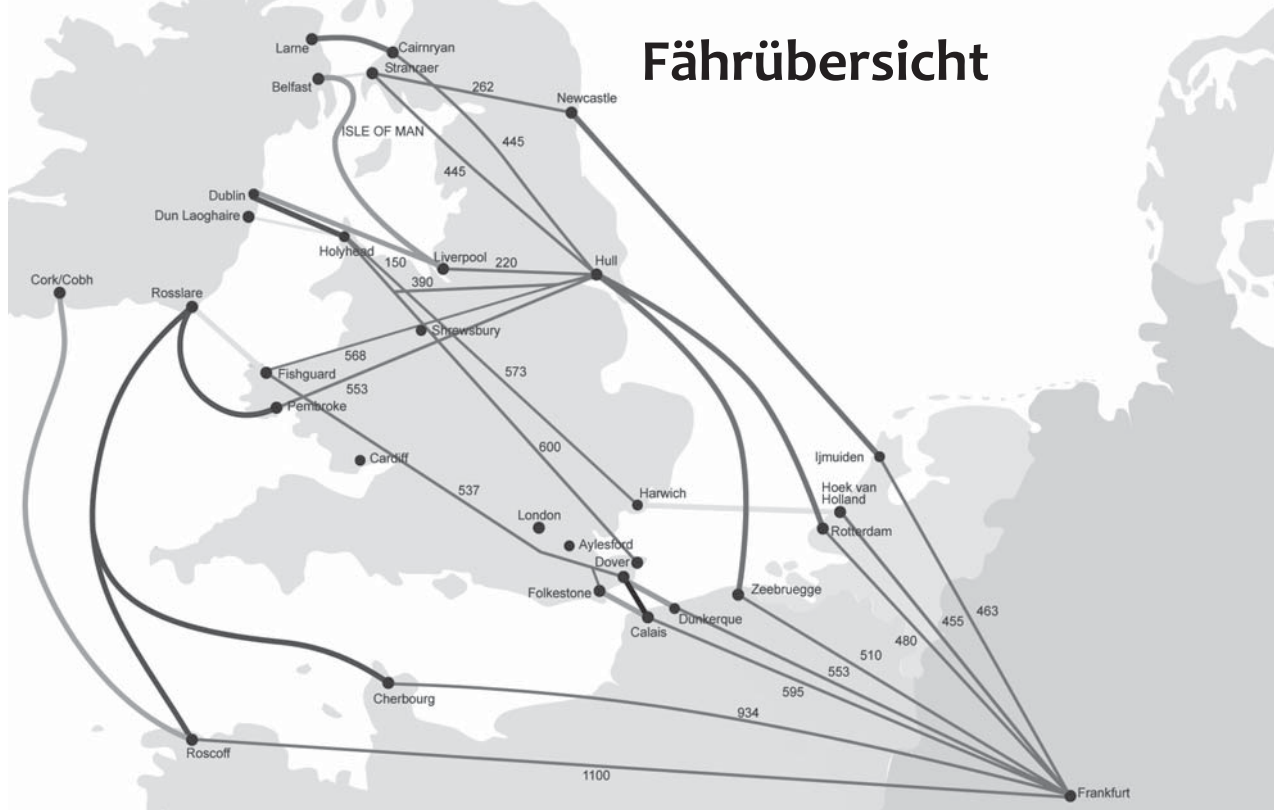 Fährübersicht
Larne
Cairnryan
Stranraer
Belfast
262
Newcastle
ISLE OF MAN
445
445
Dublin
Dun Laoghaire
Holyhead
150
Liverpool
220
Hull
390
Cork/Cobh
Rosslare
Shrewsbury
568
Fishguard
573
553
Pembroke
600
Cardiff
Ijmuiden
537
Harwich
Hoek van
Holland
London
Rotterdam
Aylesford
Dover
Folkestone
Zeebruegge
Dunkerque
Calais
463
455
480
510
553
595
Cherbourg
934
Roscoff
1100
Frankfurt